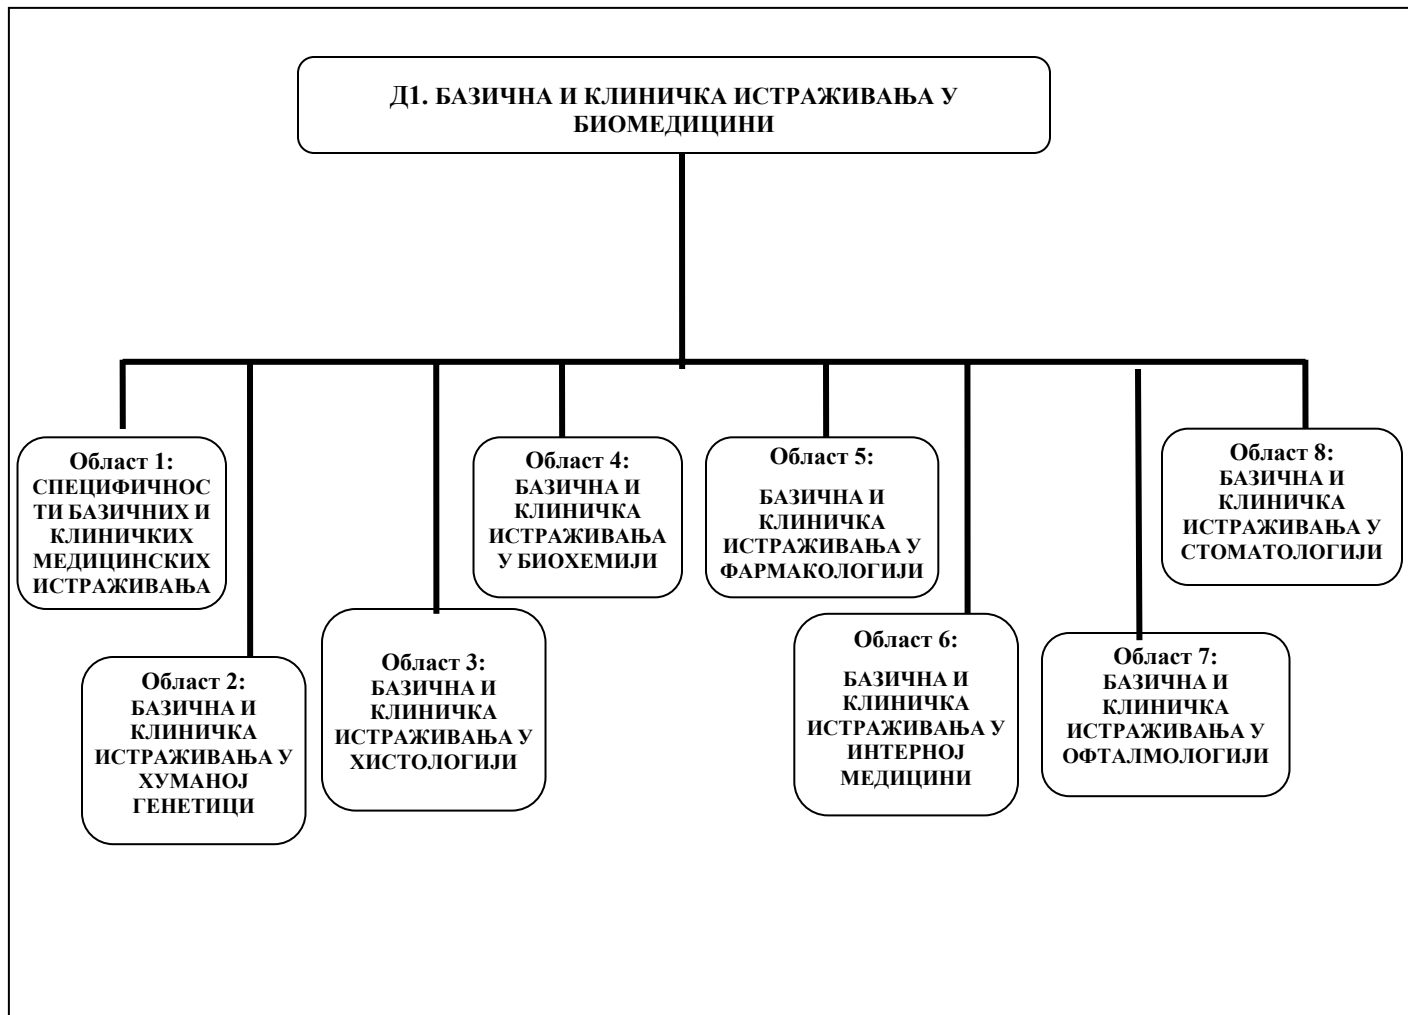 Д1. БАЗИЧНА И КЛИНИЧКА ИСТРАЖИВАЊА У
БИОМЕДИЦИНИ
Област 1:
СПЕЦИФИЧНОС
ТИ БАЗИЧНИХ И
КЛИНИЧКИХ
МЕДИЦИНСКИХ
ИСТРАЖИВАЊА
Област 2:
БАЗИЧНА И
КЛИНИЧКА
ИСТРАЖИВАЊА У
ХУМАНОЈ
ГЕНЕТИЦИ
Област 3:
БАЗИЧНА И
КЛИНИЧКА
ИСТРАЖИВАЊА У
ХИСТОЛОГИЈИ
Област 4:
БАЗИЧНА И
КЛИНИЧКА
ИСТРАЖИВАЊА
У БИОХЕМИЈИ
Област 5:
БАЗИЧНА И
КЛИНИЧКА
ИСТРАЖИВАЊА У
ФАРМАКОЛОГИЈИ
Област 6:
БАЗИЧНА И
КЛИНИЧКА
ИСТРАЖИВАЊА У
ИНТЕРНОЈ
МЕДИЦИНИ
Област 7:
БАЗИЧНА И
КЛИНИЧКА
ИСТРАЖИВАЊА У
ОФТАЛМОЛОГИЈИ
Област 8:
БАЗИЧНА И
КЛИНИЧКА
ИСТРАЖИВАЊА У
СТОМАТОЛОГИЈИ